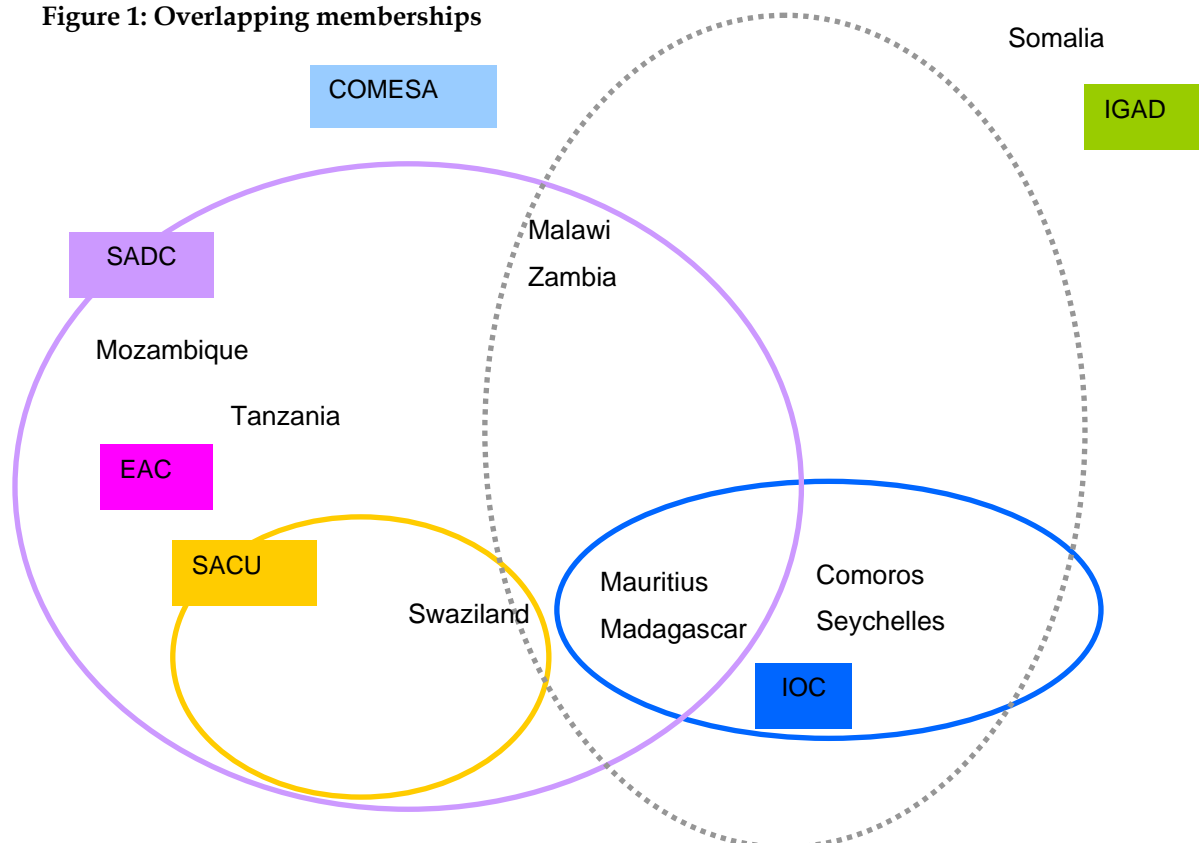 Figure 1: Overlapping memberships
Somalia
COMESA
IGAD
Malawi
SADC
Zambia
Mozambique
Tanzania
EAC
SACU
Mauritius
Comoros
Swaziland
Madagascar
Seychelles
IOC